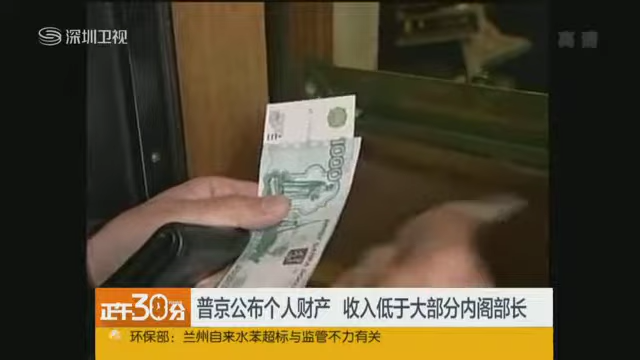 深圳卫视
高清
1000
正午30分
普京公布个人财产 收入低于大部分内阁部长
环保部：兰州自来水苯超标与监管不力有关